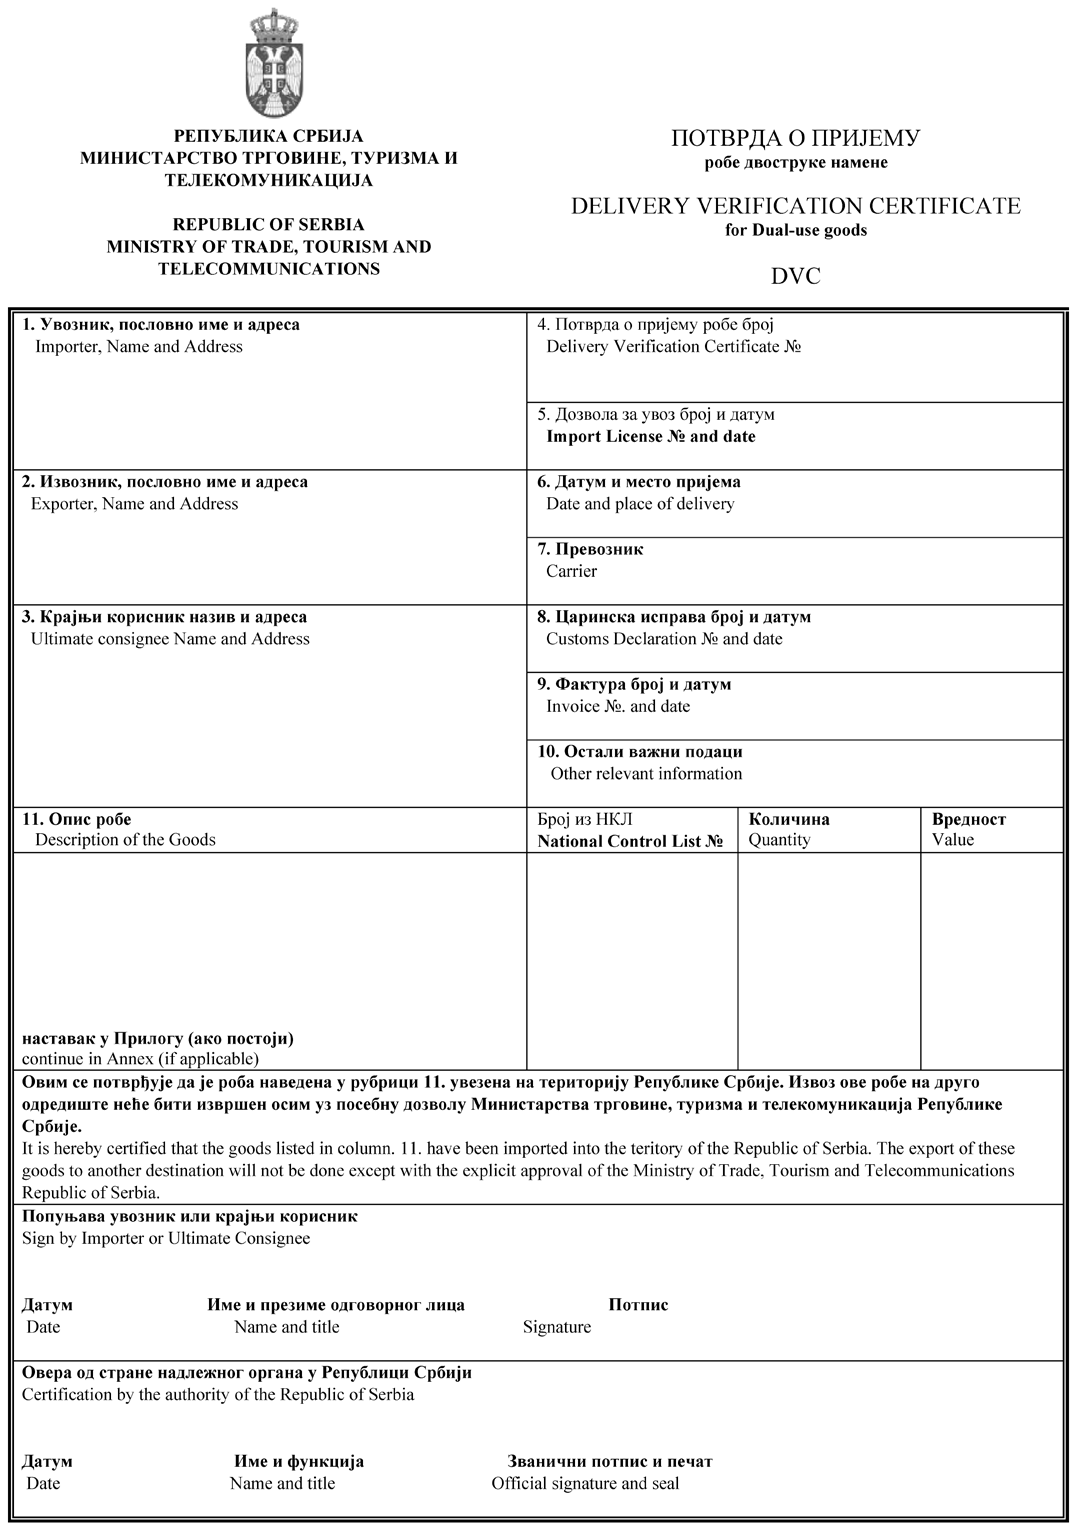 РЕПУБЛИКА СРБИЈА
МИНИСТАРСТВО ТРГОВИНЕ, ТУРИЗМА И
ТЕЛЕКОМУНИКАЦИЈА
REPUBLIC OF SERBIA
MINISTRY OF TRADE, TOURISM AND
TELECOMMUNICATIONS
ПОТВРДА О ПРИЈЕМУ
робе двоструке намене
DELIVERY VERIFICATION CERTIFICATE
for Dual-use goods
DVC
1. Увозник, пословно име и адреса
Importer, Name and Address
4. Потврда о пријему робе број
Delivery Verification Certificate №
5. Дозвола за увоз број и датум
Import License № and date
2. Извозник, пословно име и адреса
Exporter, Name and Address
6. Датум и место пријема
Date and place of delivery
7. Превозник
Carrier
3. Крајњи корисник назив и адреса
Ultimate consignee Name and Address
8. Царинска исправа број и датум
Customs Declaration № and date
9. Фактура број и датум
Invoice №. and date
10. Остали важни подаци
Other relevant information
11. Опис робе
Description of the Goods
Број из НКЛ
National Control List №
Количина
Quantity
Вредност
Value
наставак у Прилогу (ако постоји)
continue in Annex (if applicable)
Овим се потврђује да је роба наведена у рубрици 11. увезена на територију Републике Србије. Извоз ове робе на друго
одредиште неће бити извршен осим уз посебну дозволу Министарства трговине, туризма и телекомуникација Републике
Србије.
It is hereby certified that the goods listed in column. 11. have been imported into the teritory of the Republic of Serbia. The export of these
goods to another destination will not be done except with the explicit approval of the Ministry of Trade, Tourism and Telecommunications
Republic of Serbia.
Попуњава увозник или крајњи корисник
Sign by Importer or Ultimate Consignee
Датум Име и презиме одговорног лица Потпис
Date Name and title Signature
Овера од стране надлежног органа у Републици Србији
Certification by the authority of the Republic of Serbia
Датум Име и функција Званични потпис и печат
Date Name and title Official signature and seal